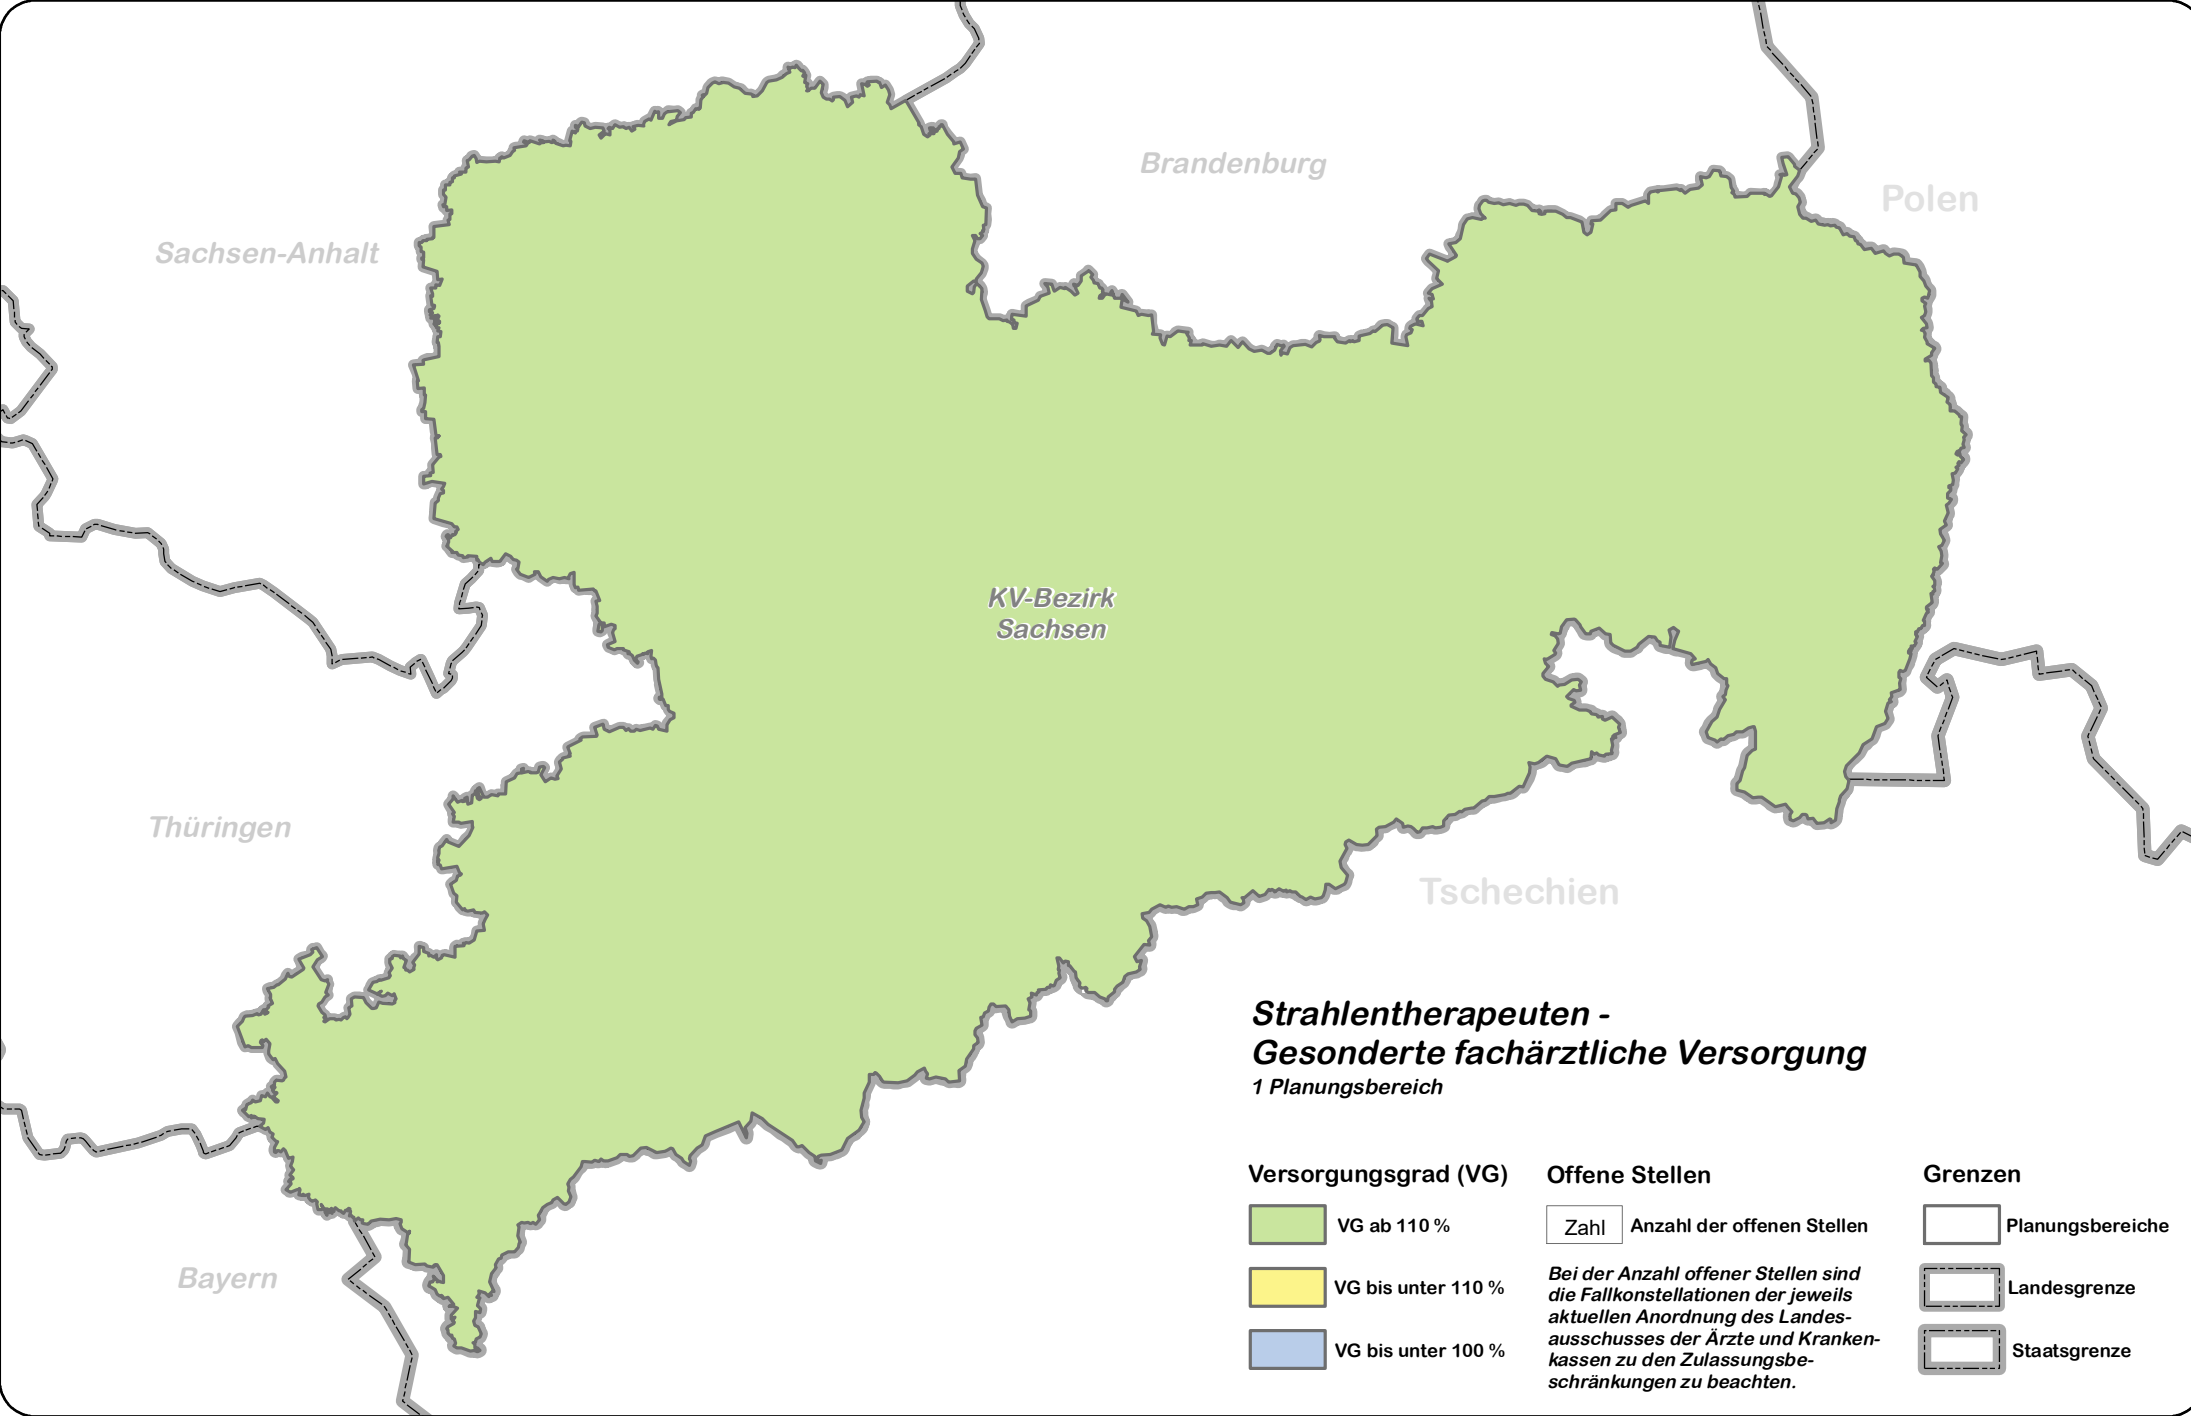 Brandenburg
Polen
Sachsen-Anhalt
KV-Bezirk
Sachsen
Thüringen
Tschechien
Bayern
Strahlentherapeuten -
Gesonderte fachärztliche Versorgung
1 Planungsbereich
Versorgungsgrad (VG)
VG ab 110 %
VG bis unter 110 %
VG bis unter 100 %
Offene Stellen
Zahl Anzahl der offenen Stellen
Bei der Anzahl offener Stellen sind
die Fallkonstellationen der jeweils
aktuellen Anordnung des Landes-
ausschusses der Ärzte und Kranken-
kassen zu den Zulassungsbe-
schränkungen zu beachten.
Grenzen
Planungsbereiche
Landesgrenze
Staatsgrenze